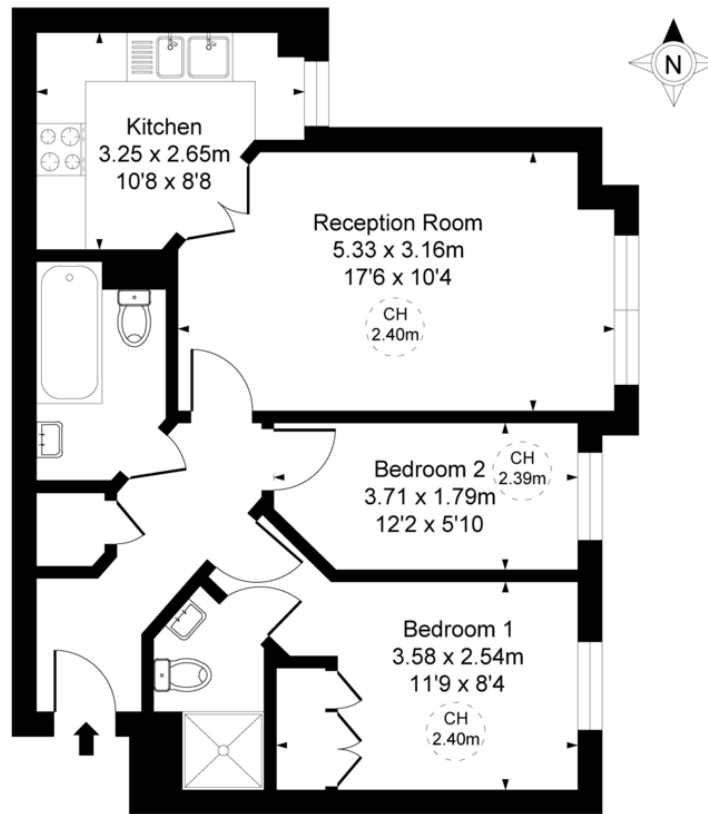 N
Kitchen
3.25 x 2.65m
10'8 x 8'8
Reception Room
5.33 x 3.16m
17'6 x 10'4
CH
2.40m
Bedroom 2
3.71 x 1.79m
12'2 x 5'10
CH
2.39m
Bedroom 1
3.58 x 2.54m
11'9 x 8'4
CH
2.40m